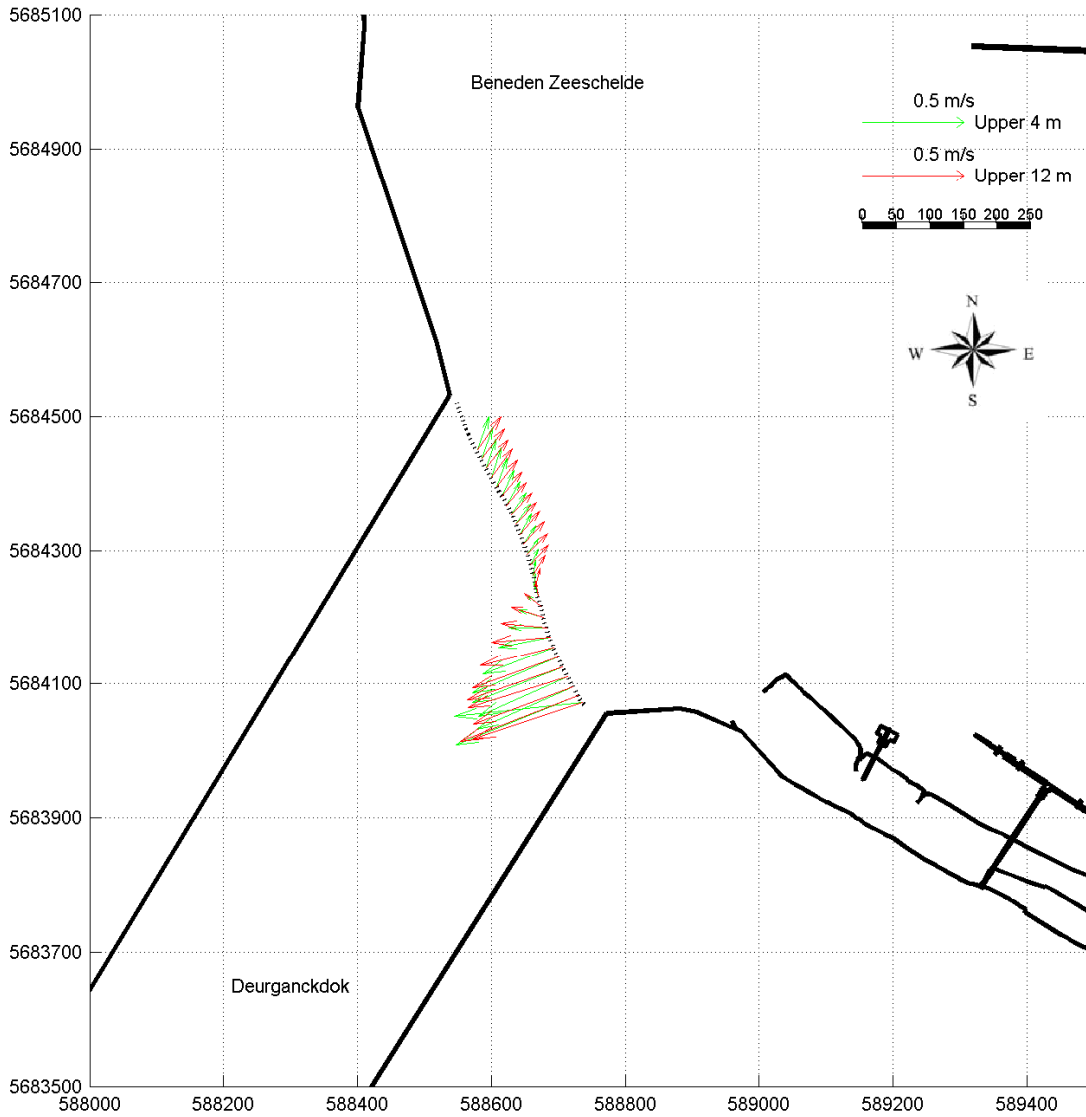 5685100
Beneden Zeeschelde
0.5 m/s
Upper 4 m
5684900
0.5 m/s
Upper 12 m
0 50 100 150 200 250
5684700
N
W E
S
5684500
5684300
5684100
5683900
5683700
Deurganckdok
5683500
588000 588200 588400 588600 588800 589000 589200 589400